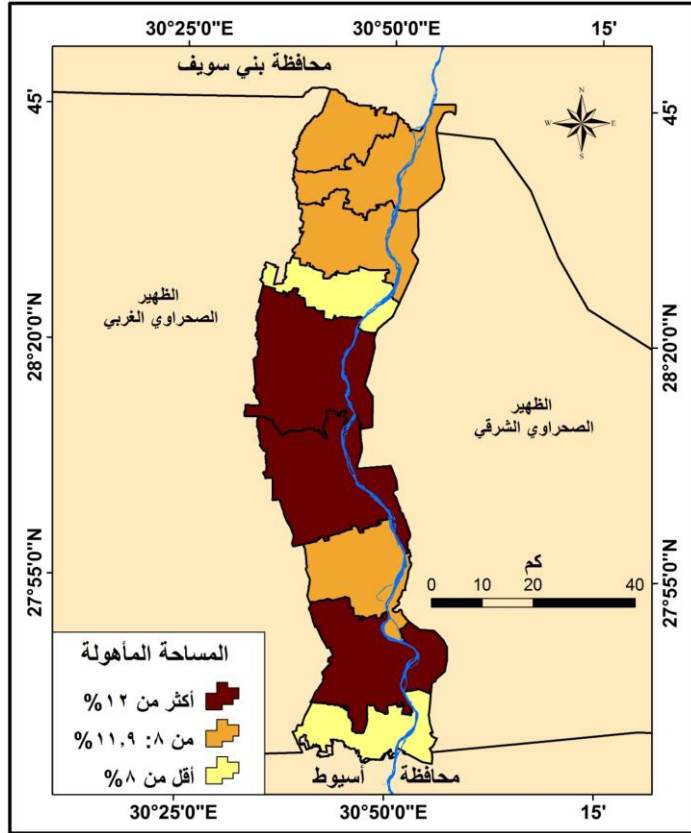 30°25'0"E 30°50'0"E 15'
محافظة بني سويف
45' 45'
N
W E
S
الظهير
الصحراوي الغربي
28°20'0"N 28°20'0"N
الظهير
الصحراوي الشرقي
27°55'0"N 27°55'0"N
كم
0 10 20 40
المساحة المأهولة
أكثر من ١٢%
من ٨: ١١,٩%
أقل من ٨%
محافظة أسيوط
30°25'0"E 30°50'0"E 15'